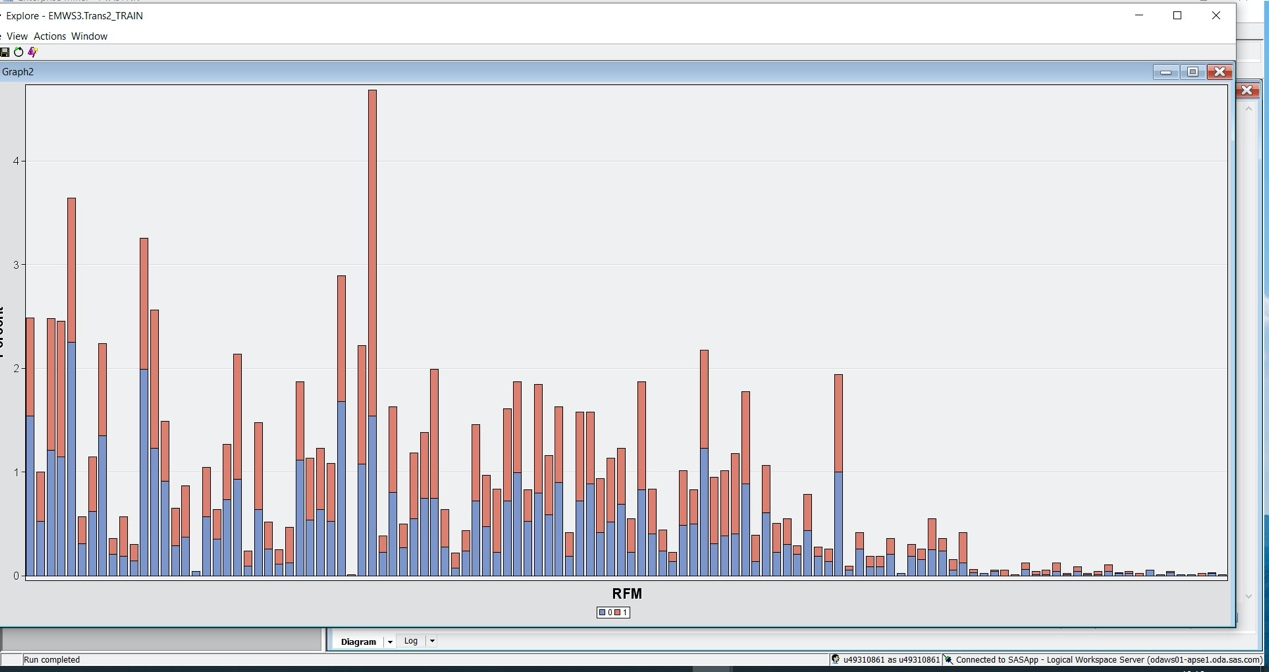 Explore - EMWS3.Trans2_TRAIN
View Actions Window
Graph2
4
3
2
1
0
RFM
0 1
Diagram Log
Run completed
u49310861 as u49310861 Connected to SASApp - Logical Workspace Server (odaws01-apse1.oda.sas.com)